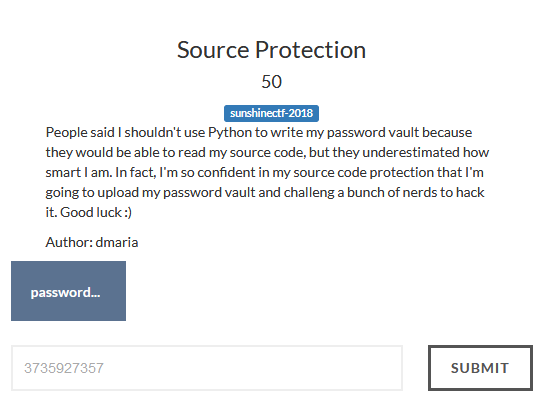 Source Protection
50
sunshinectf-2018
People said I shouldn't use Python to write my password vault because
they would be able to read my source code, but they underestimated how
smart I am. In fact, I'm so confident in my source code protection that I'm
going to upload my password vault and challeng a bunch of nerds to hack
it. Good luck :)
Author: dmaria
password...
3735927357
SUBMIT